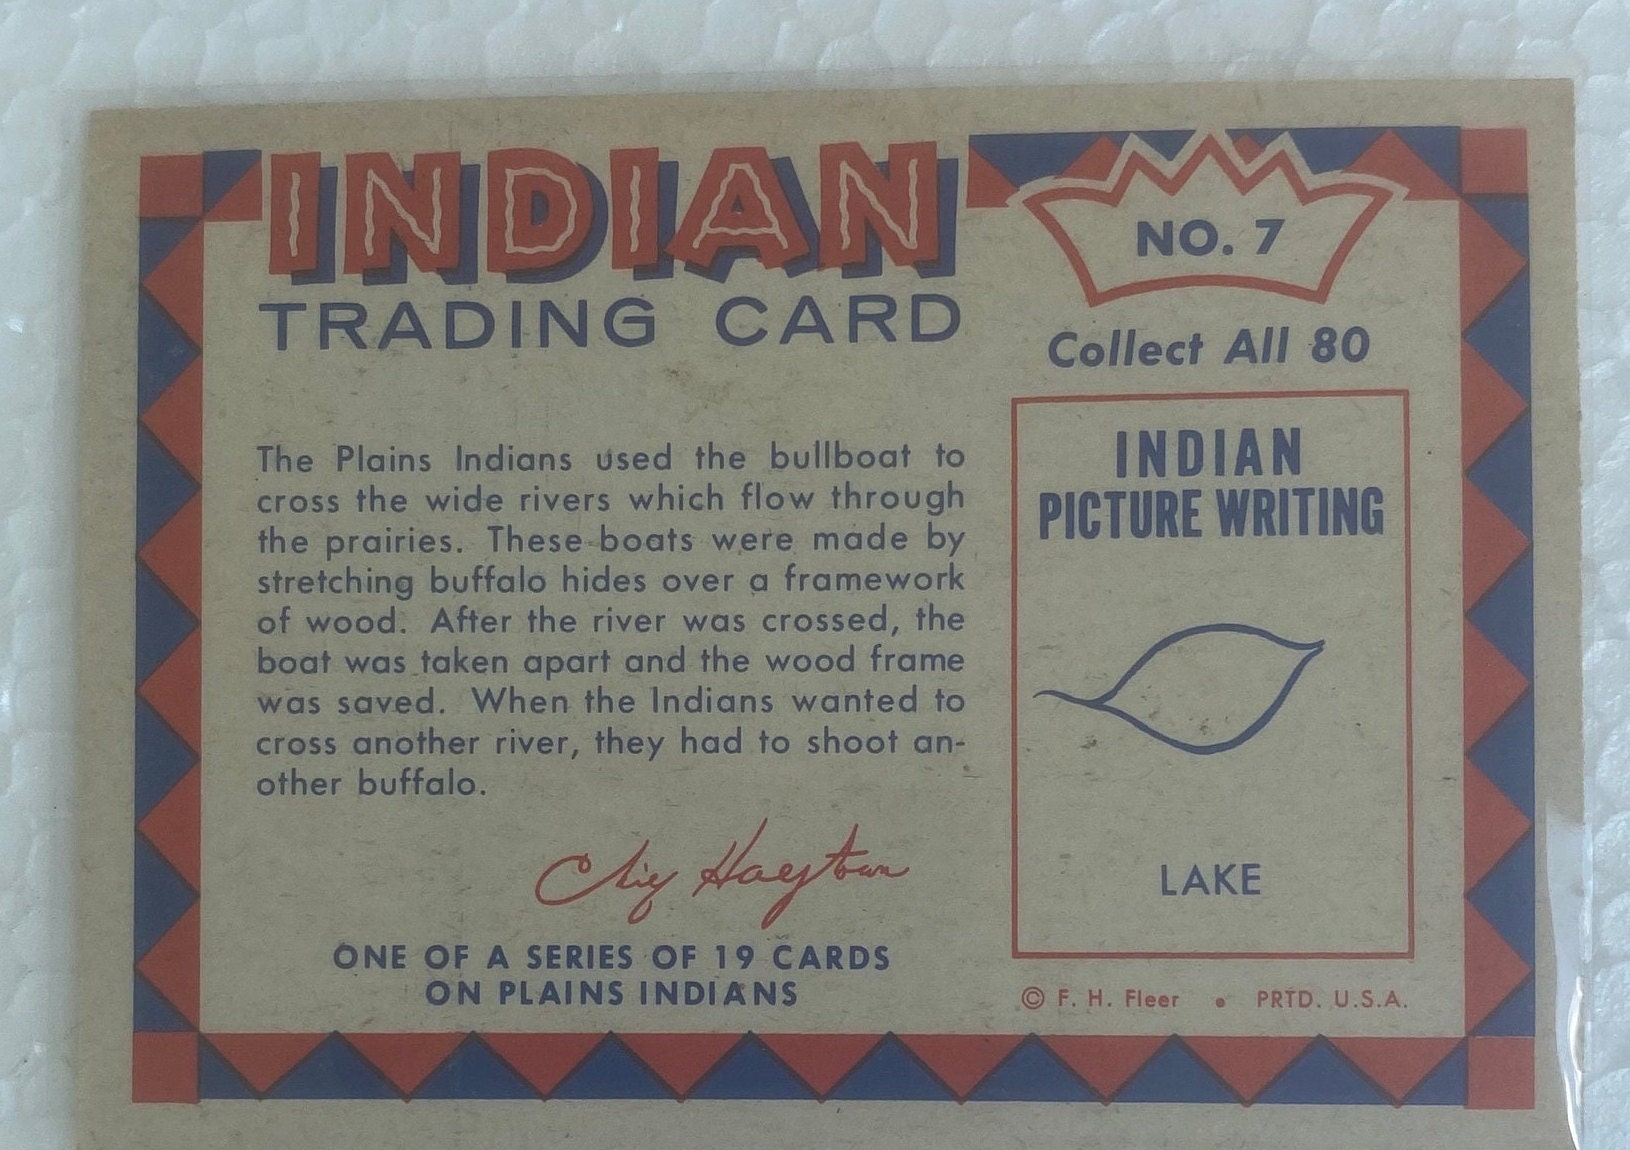 INDIAN
TRADING CARD
NO. 7
Collect All 80
The Plains Indians used the bullboat to
cross the wide rivers which flow through
the prairies. These boats were made by
stretching buffalo hides over a framework
of wood. After the river was crossed, the
boat was taken apart and the wood frame
was saved. When the Indians wanted to
cross another river, they had to shoot an-
other buffalo.
Chief Haytown
ONE OF A SERIES OF 19 CARDS
ON PLAINS INDIANS
INDIAN
PICTURE WRITING
LAKE
© F. H. Fleer • PRTD. U.S.A.